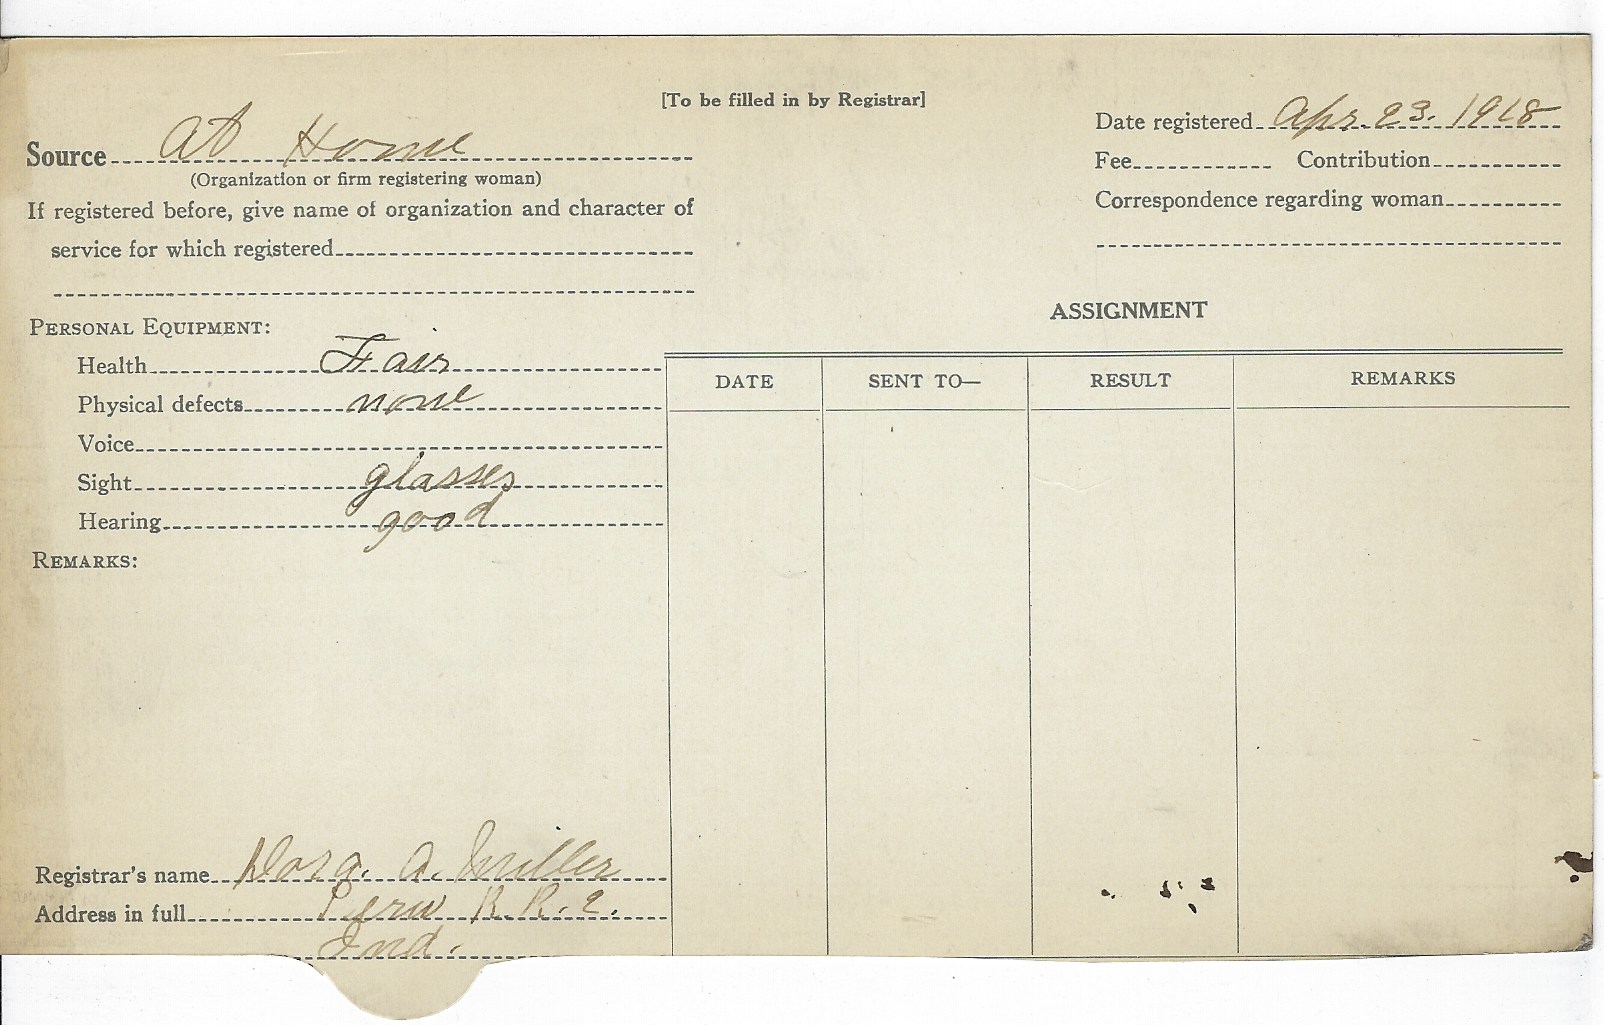 [To be filled in by Registrar]
Source At Home
(Organization or firm registering woman)
If registered before, give name of organization and character of
service for which registered
Date registered Apr. 23. 1918
Fee Contribution
Correspondence regarding woman
PERSONAL EQUIPMENT:
Health Fair
Physical defects none
Voice
Sight glasses
Hearing good
REMARKS:
Registrar's name Dora. A. Miller
Address in full Peru R. R. 2.
Ind.
ASSIGNMENT
DATE SENT TO— RESULT REMARKS